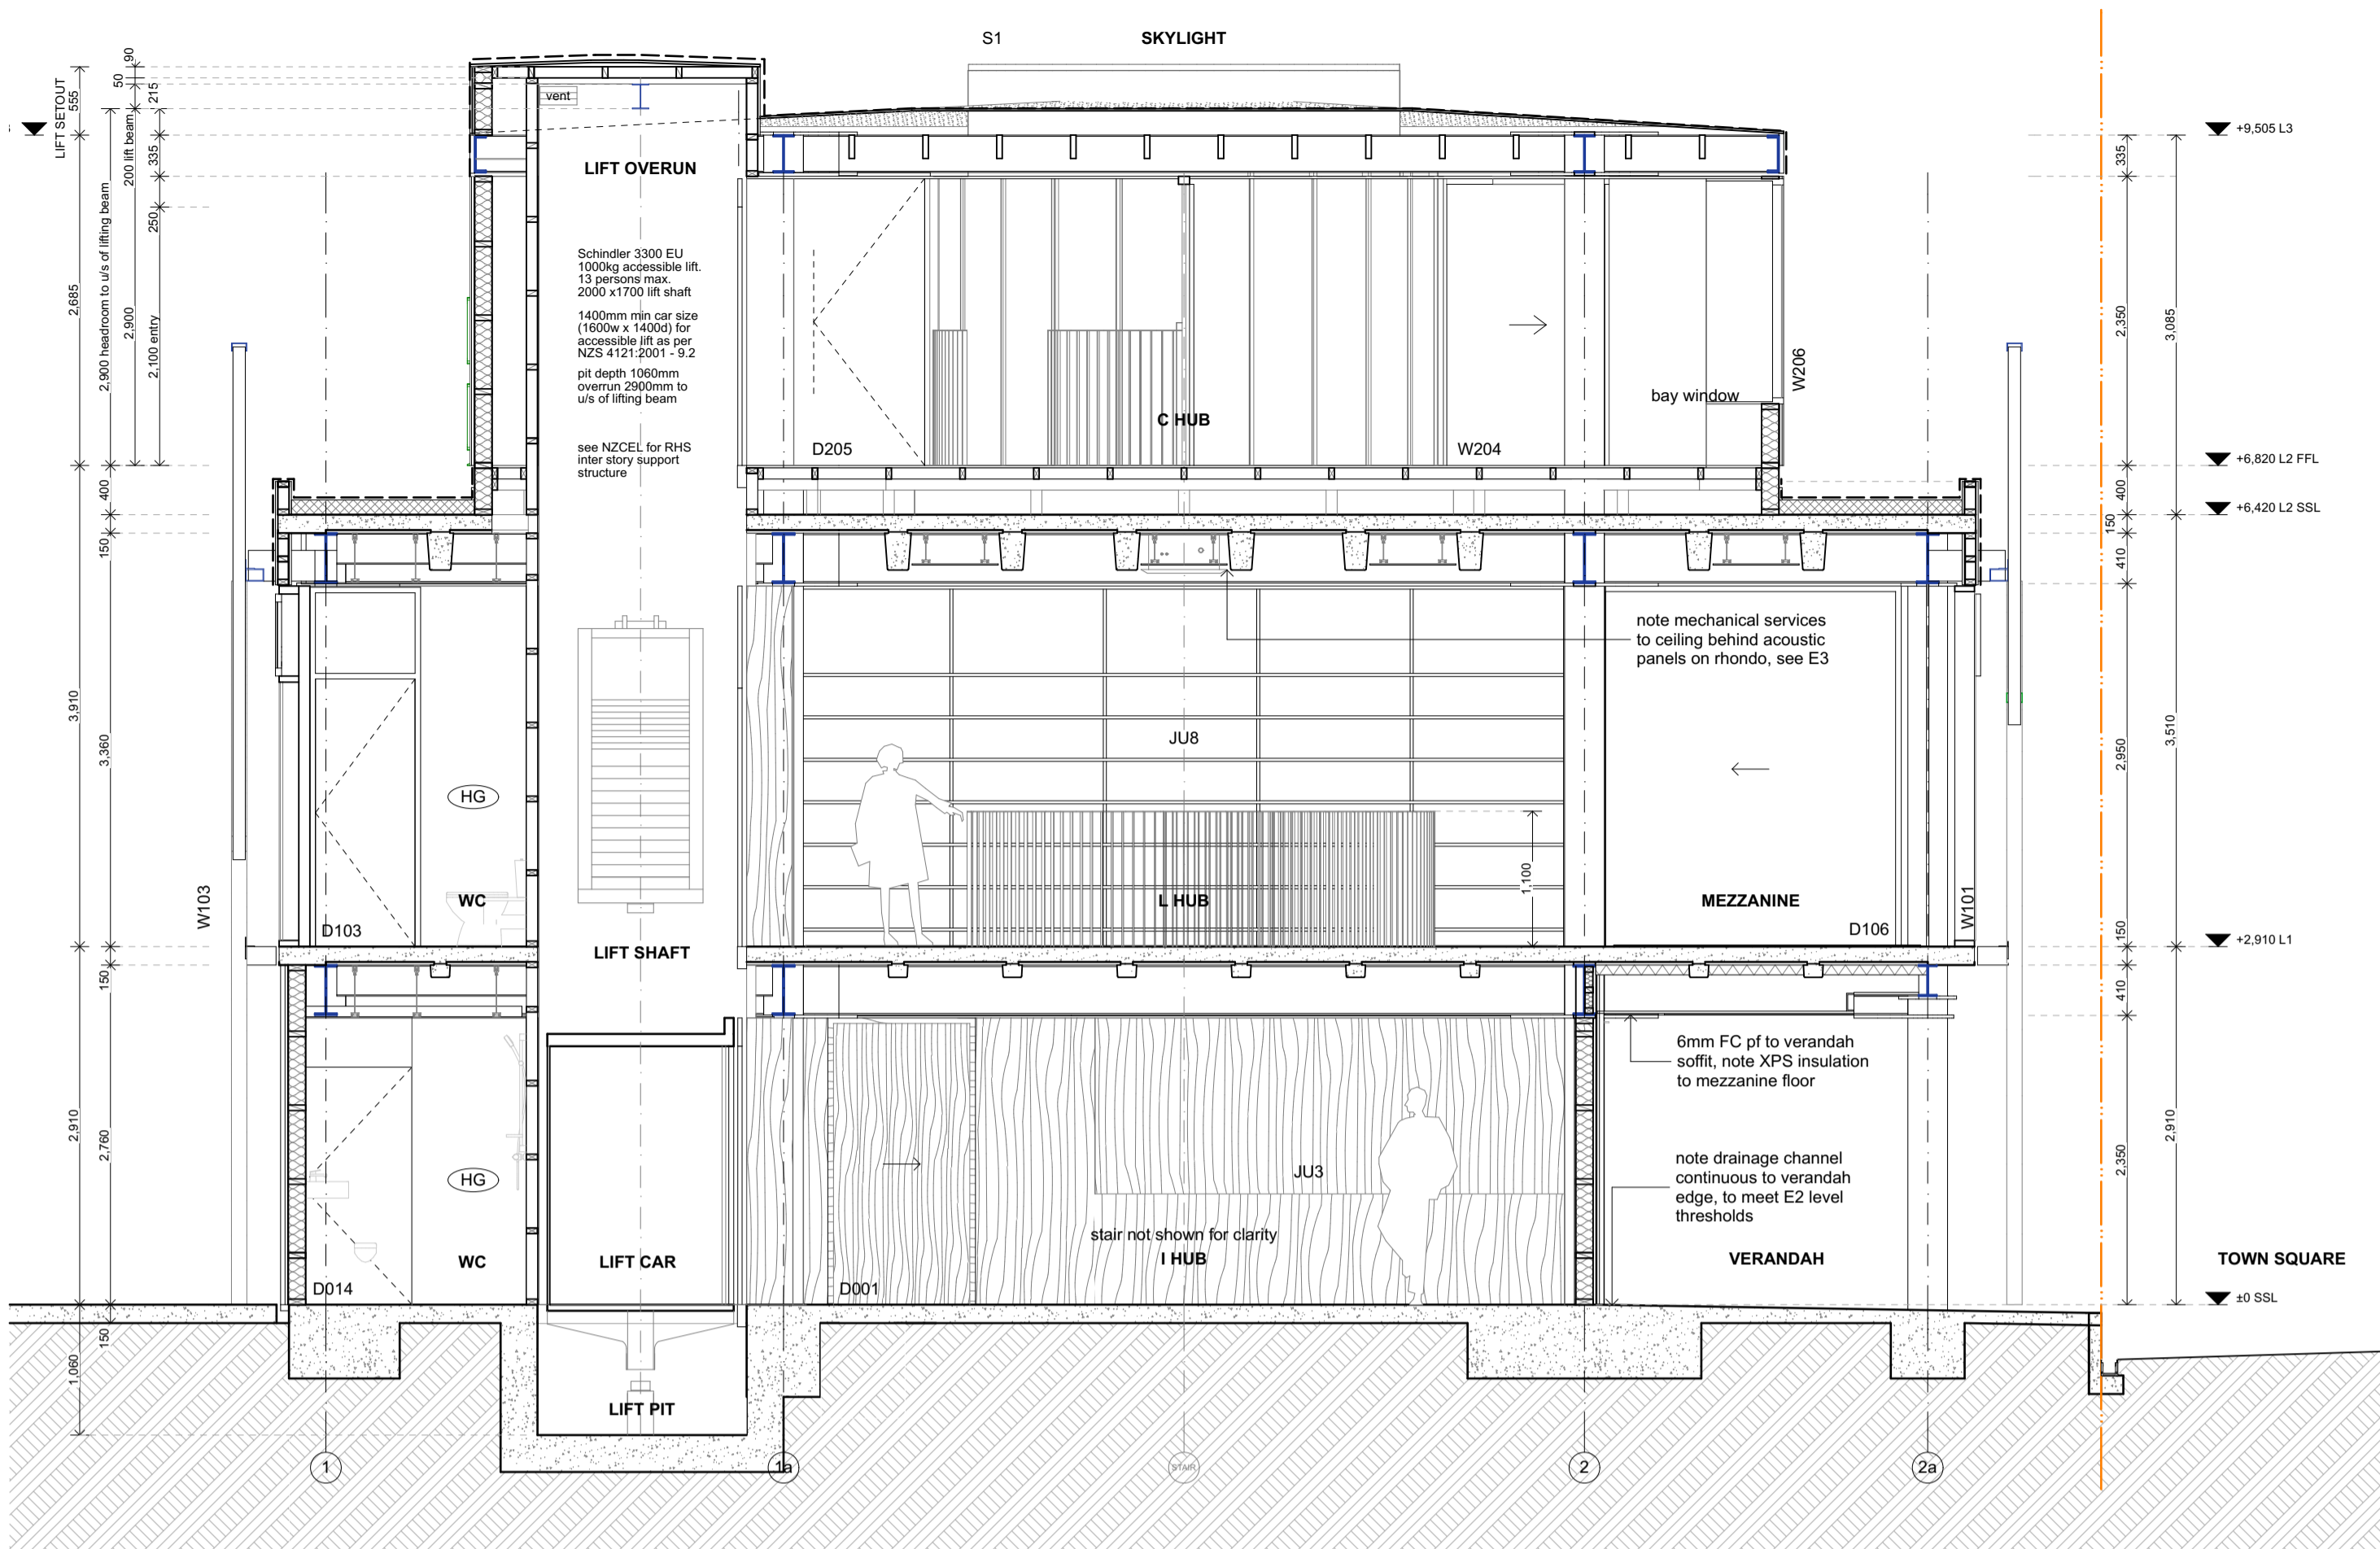 S1
SKYLIGHT
LIFT SETOUT
555
50
90
215
200 lift beam
335
250
2,900 headroom to u/s of lifting beam
2,685
2,900
2,100 entry
400
150
3,910
3,360
150
2,910
2,760
150
1,060
vent
LIFT OVERUN
Schindler 3300 EU
1000kg accessible lift.
13 persons max.
2000 x1700 lift shaft
1400mm min car size
(1600w x 1400d) for
accessible lift as per
NZS 4121:2001 - 9.2
pit depth 1060mm
overrun 2900mm to
u/s of lifting beam
see NZCEL for RHS
inter story support
structure
D205
C HUB
W204
bay window
W206
+9,505 L3
335
2,350
3,085
+6,820 L2 FFL
400
+6,420 L2 SSL
150
410
note mechanical services
to ceiling behind acoustic
panels on rhondo, see E3
JU8
HG
WC
W103
D103
LIFT SHAFT
L HUB
1,100
MEZZANINE
D106
W101
2,950
3,510
150
+2,910 L1
410
6mm FC pf to verandah
soffit, note XPS insulation
to mezzanine floor
note drainage channel
continuous to verandah
edge, to meet E2 level
thresholds
2,350
2,910
HG
WC
D014
LIFT CAR
D001
JU3
stair not shown for clarity
I HUB
VERANDAH
TOWN SQUARE
±0 SSL
LIFT PIT
1
1a
STAIR
2
2a